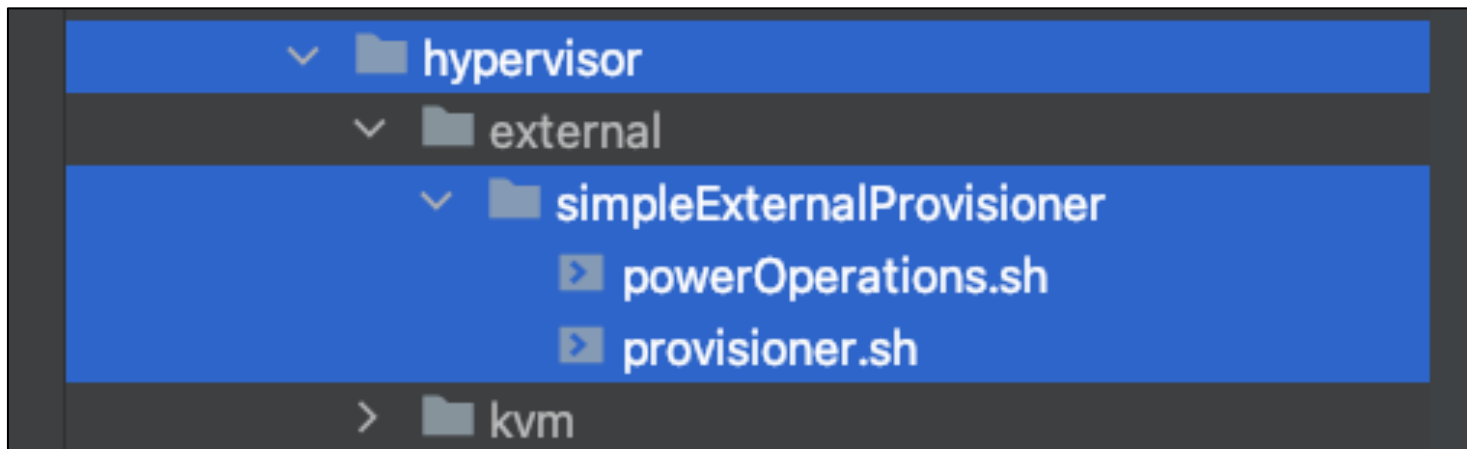 hypervisor
external
simpleExternalProvisioner
powerOperations.sh
provisioner.sh
kvm